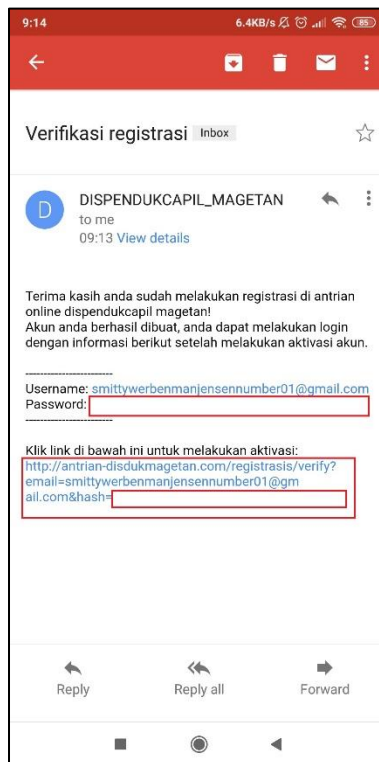 9:14
6.4KB/s
85
Verifikasi registrasi Inbox
D
DISPENDUKCAPIL_MAGETAN
to me
09:13 View details
Terima kasih anda sudah melakukan registrasi di antrian
online dispendukcapil magetan!
Akun anda berhasil dibuat, anda dapat melakukan login
dengan informasi berikut setelah melakukan aktivasi akun.
------------------------
Username: smittywerbenmanjensennumber01@gmail.com
Password:
------------------------
Klik link di bawah ini untuk melakukan aktivasi:
http://antrian-disdukmagetan.com/registrasis/verify?
email=smittywerbenmanjensennumber01@gm
ail.com&hash=
Reply
Reply all
Forward